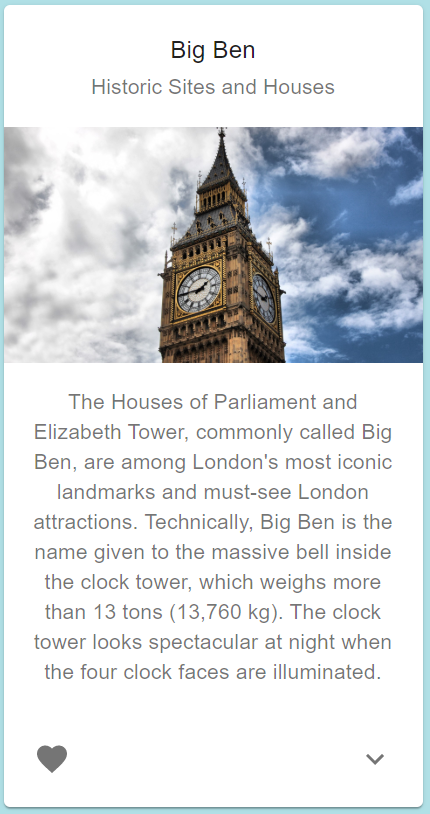 Big Ben
Historic Sites and Houses
The Houses of Parliament and
Elizabeth Tower, commonly called Big
Ben, are among London's most iconic
landmarks and must-see London
attractions. Technically, Big Ben is the
name given to the massive bell inside
the clock tower, which weighs more
than 13 tons (13,760 kg). The clock
tower looks spectacular at night when
the four clock faces are illuminated.